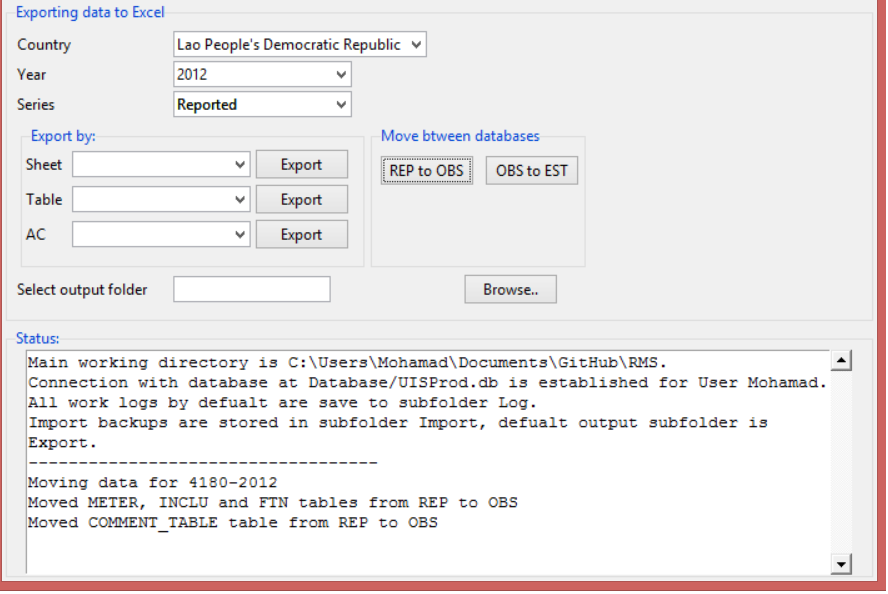 Exporting data to Excel
Country Lao People's Democratic Republic
Year 2012
Series Reported
Export by: Move btween databases
Sheet Export REP to OBS OBS to EST
Table Export
AC Export
Select output folder Browse..
Status:
Main working directory is C:\Users\Mohamad\Documents\GitHub\RMS.
Connection with database at Database/UISProd.db is established for User Mohamad.
All work logs by defualt are save to subfolder Log.
Import backups are stored in subfolder Import, defualt output subfolder is
Export.
-----------------------------------
Moving data for 4180-2012
Moved METER, INCLU and FTN tables from REP to OBS
Moved COMMENT_TABLE table from REP to OBS